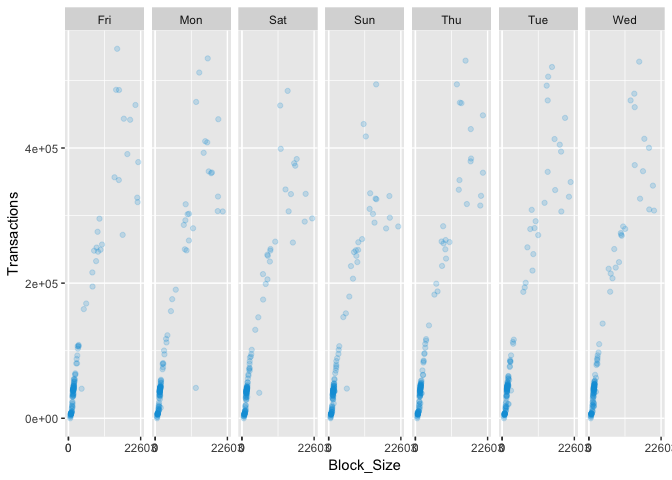 Fri Mon Sat Sun Thu Tue Wed
Transactions
4e+05
2e+05
0e+00
0 22603 0 22603 0 22603 0 22603 0 22603 0 22603 0 22603
Block_Size